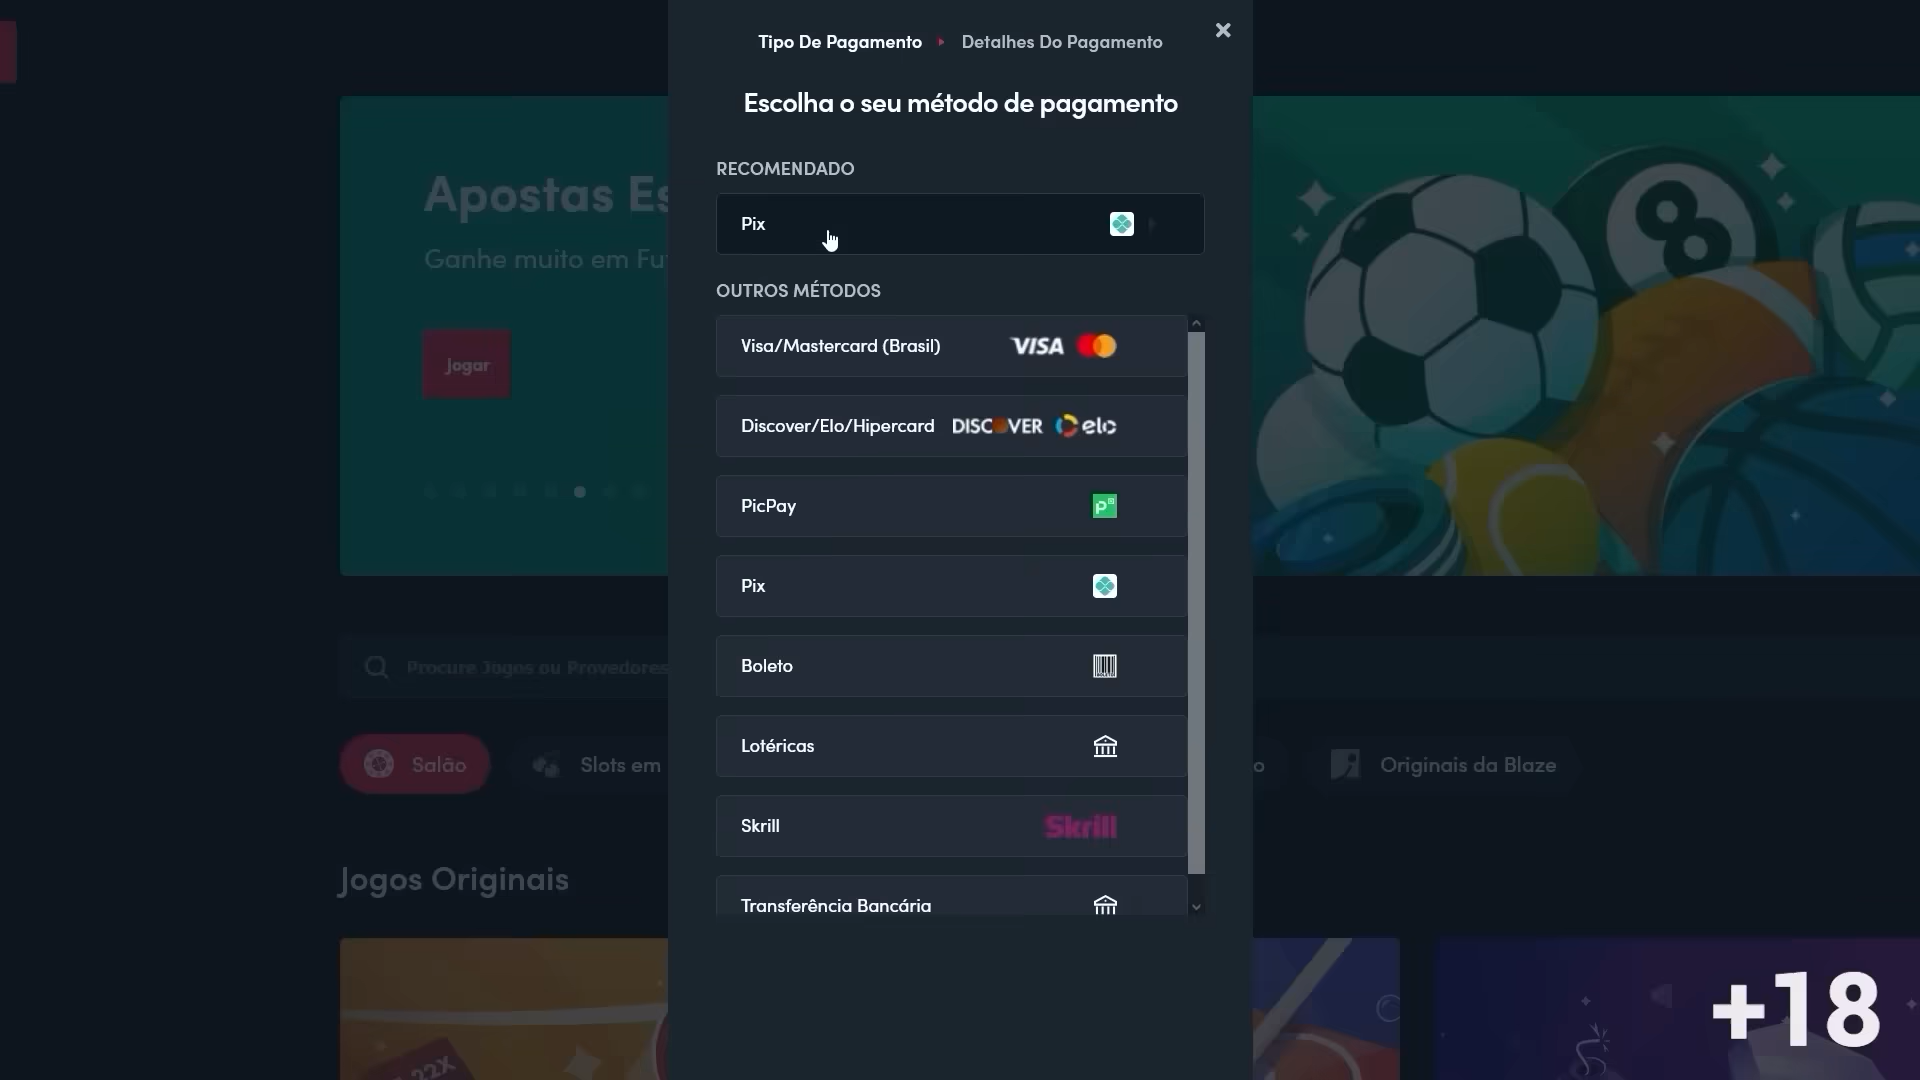 Tipo De Pagamento
Detalhes Do Pagamento
Escolha o seu método de pagamento
RECOMENDADO
Pix
OUTROS MÉTODOS
Visa/Mastercard (Brasil) VISA
Discover/Elo/Hipercard DISCOVER elo
PicPay
Pix
Boleto
Lotéricas
Skrill Skrill
Transferência Bancária
Apostas Es
Ganhe muito em Fu
Jogar
Procure Jogos ou Provedores
Salão
Slots em
o
Originais da Blaze
Jogos Originais
22X
+18